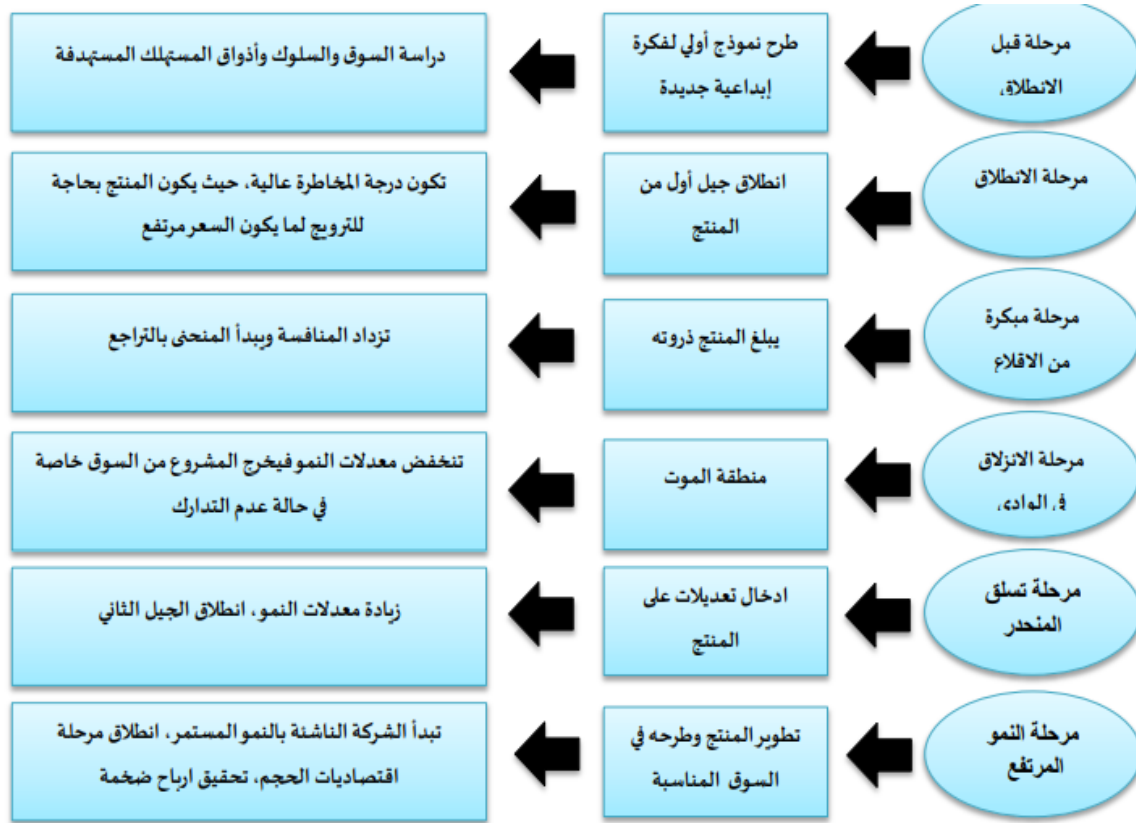 مرحلة قبل
الانطلاق
طرح نموذج أولي لفكرة
إبداعية جديدة
دراسة السوق والسلوك وأذواق المستهلك المستهدفة
مرحلة الانطلاق
انطلاق جيل أول من
المنتج
تكون درجة المخاطرة عالية، حيث يكون المنتج بحاجة
للترويج لما يكون السعر مرتفع
مرحلة مبكرة
من الاقلاع
يبلغ المنتج ذروته
تزداد المنافسة ويبدأ المنحنى بالتراجع
مرحلة الانزلاق
في الوادي
منطقة الموت
تنخفض معدلات النمو فيخرج المشروع من السوق خاصة
في حالة عدم التدارك
مرحلة تسلق
المنحدر
ادخال تعديلات على
المنتج
زيادة معدلات النمو، انطلاق الجيل الثاني
مرحلة النمو
المرتفع
تطوير المنتج وطرحه في
السوق المناسبة
تبدأ الشركة الناشئة بالنمو المستمر، انطلاق مرحلة
اقتصاديات الحجم، تحقيق ارباح ضخمة